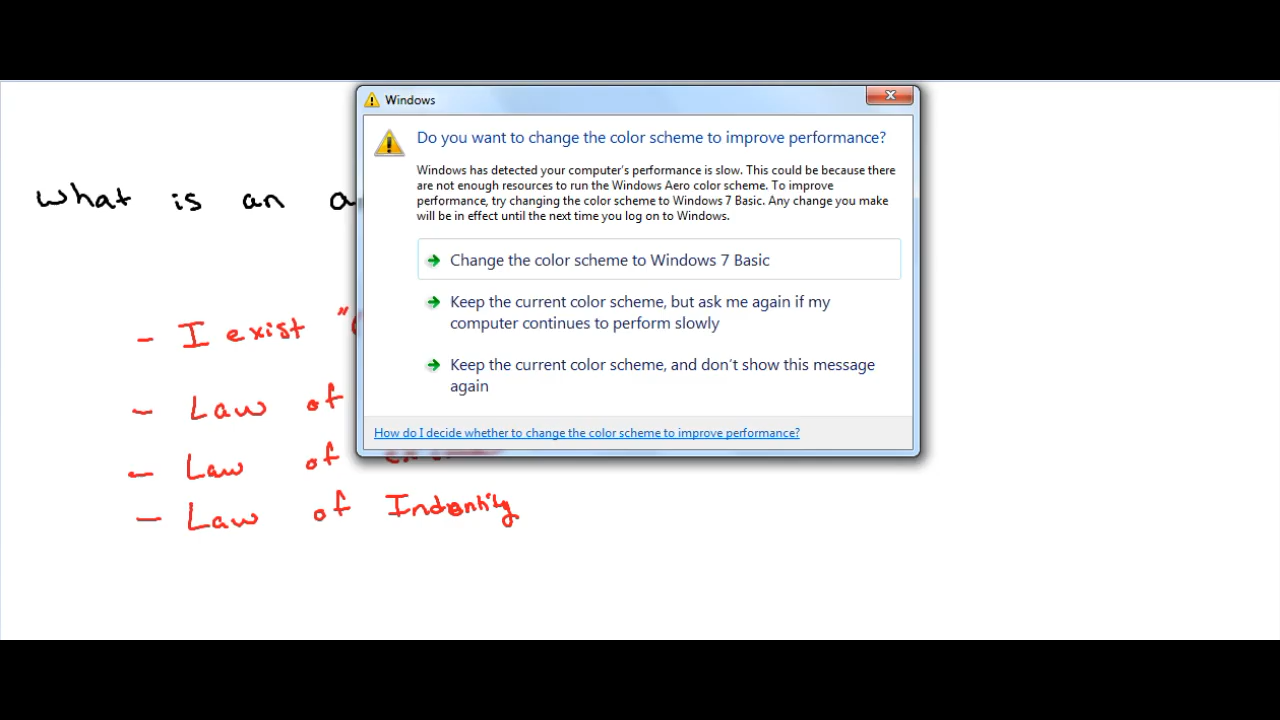 Windows
Do you want to change the color scheme to improve performance?
Windows has detected your computer's performance is slow. This could be because there
are not enough resources to run the Windows Aero color scheme. To improve
performance, try changing the color scheme to Windows 7 Basic. Any change you make
will be in effect until the next time you log on to Windows.
Change the color scheme to Windows 7 Basic
Keep the current color scheme, but ask me again if my
computer continues to perform slowly
Keep the current color scheme, and don't show this message
again
How do I decide whether to change the color scheme to improve performance?
what is an
- I exist "
- Law of
- Law of
- Law of Indentity